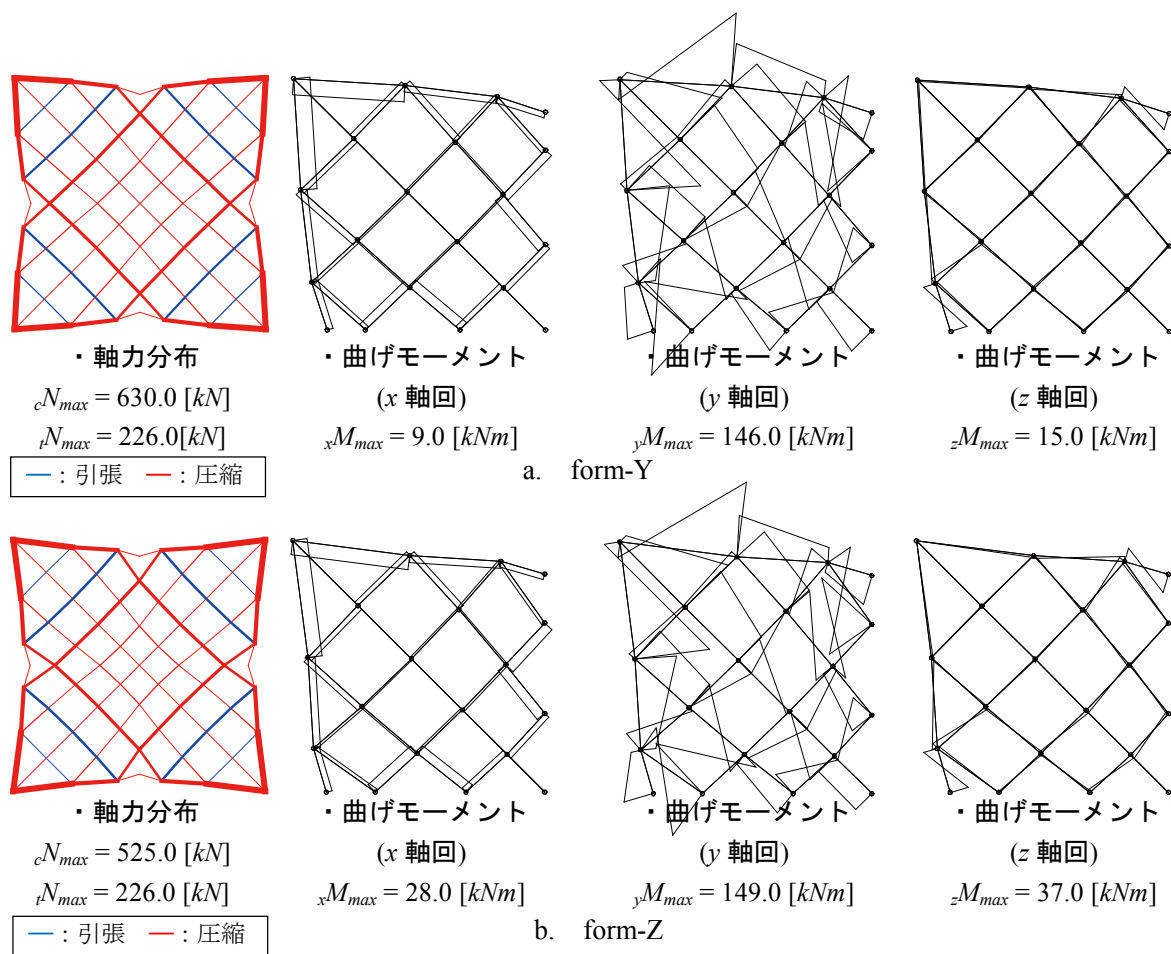 ・軸力分布 ・曲げモーメント ・曲げモーメント ・曲げモーメント
cNmax = 630.0 [kN] (x 軸回) (y 軸回) (z 軸回)
tNmax = 226.0[kN] xMmax = 9.0 [kNm] yMmax = 146.0 [kNm] zMmax = 15.0 [kNm]
―：引張 ―：圧縮
a. form-Y
・軸力分布 ・曲げモーメント ・曲げモーメント ・曲げモーメント
cNmax = 525.0 [kN] (x 軸回) (y 軸回) (z 軸回)
tNmax = 226.0 [kN] xMmax = 28.0 [kNm] yMmax = 149.0 [kNm] zMmax = 37.0 [kNm]
―：引張 ―：圧縮
b. form-Z